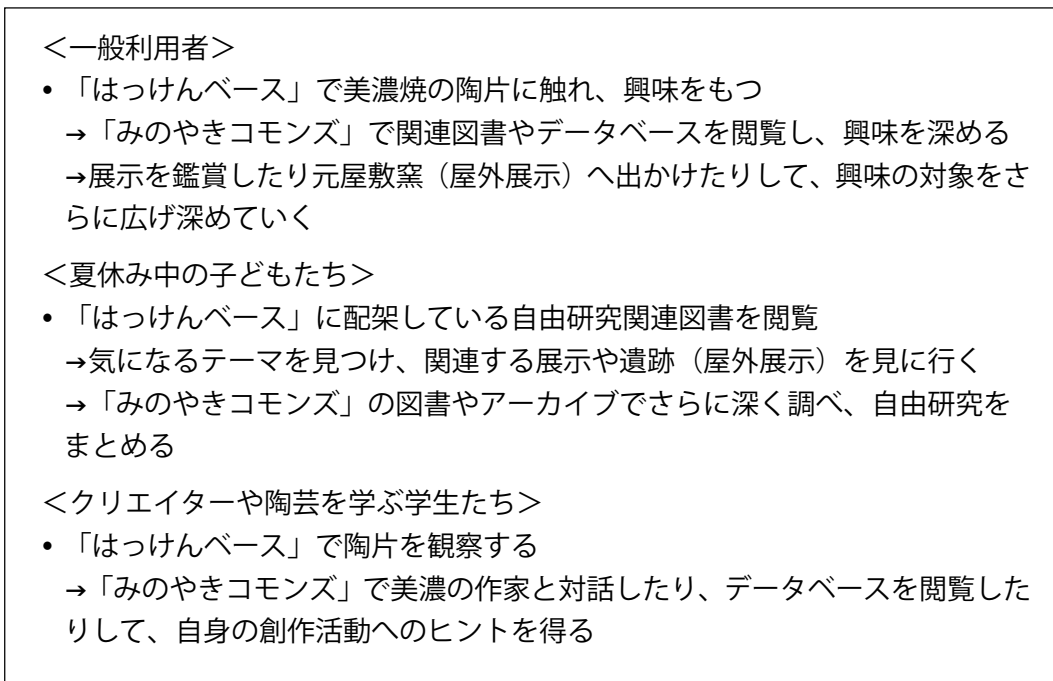 ＜一般利用者＞
• 「はっけんベース」で美濃焼の陶片に触れ、興味をもつ
→「みのやきコモンズ」で関連図書やデータベースを閲覧し、興味を深める
→展示を鑑賞したり元屋敷窯（屋外展示）へ出かけたりして、興味の対象をさ
らに広げ深めていく
＜夏休み中の子どもたち＞
• 「はっけんベース」に配架している自由研究関連図書を閲覧
→気になるテーマを見つけ、関連する展示や遺跡（屋外展示）を見に行く
→「みのやきコモンズ」の図書やアーカイブでさらに深く調べ、自由研究を
まとめる
＜クリエイターや陶芸を学ぶ学生たち＞
• 「はっけんベース」で陶片を観察する
→「みのやきコモンズ」で美濃の作家と対話したり、データベースを閲覧した
りして、自身の創作活動へのヒントを得る